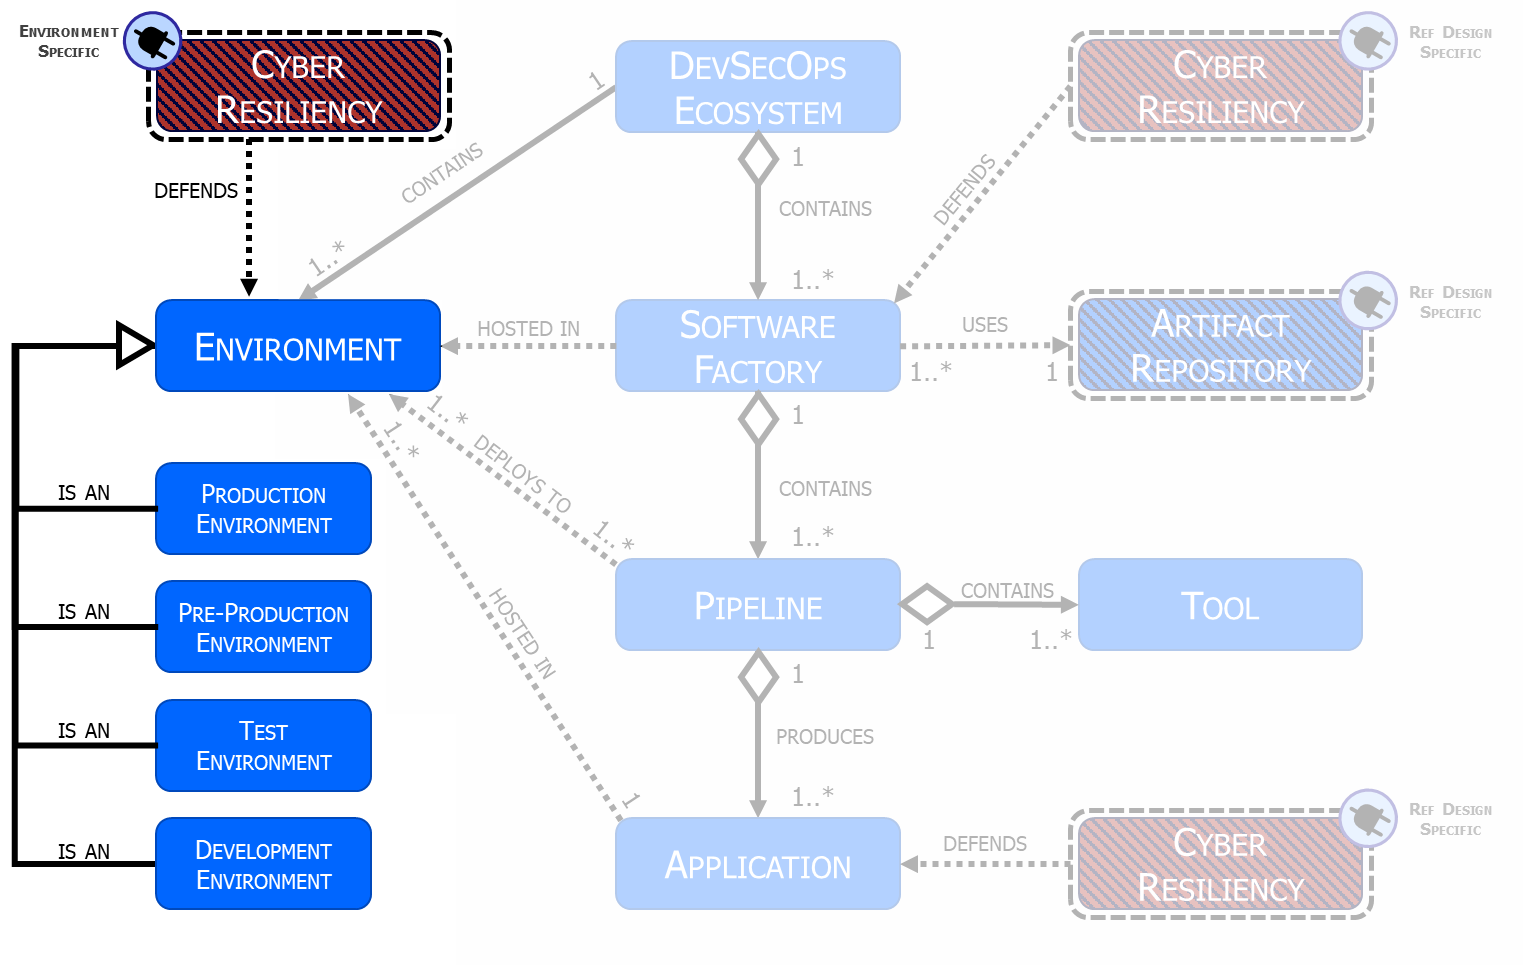 Environment
Specific
Cyber
Resiliency
DevSecOps
Ecosystem
Cyber
Resiliency
Ref Design
Specific
1
contains
1..*
defends
1
contains
1..*
defends
Environment
hosted in
Software
Factory
uses
1..*
1
Artifact
Repository
Ref Design
Specific
1
contains
1..*
1..*
deploys to
1..*
1..*
hosted in
1
is an
Production
Environment
is an
Pre-Production
Environment
is an
Test
Environment
is an
Development
Environment
Pipeline
contains
1
1..*
Tool
1
produces
1..*
Application
defends
Cyber
Resiliency
Ref Design
Specific